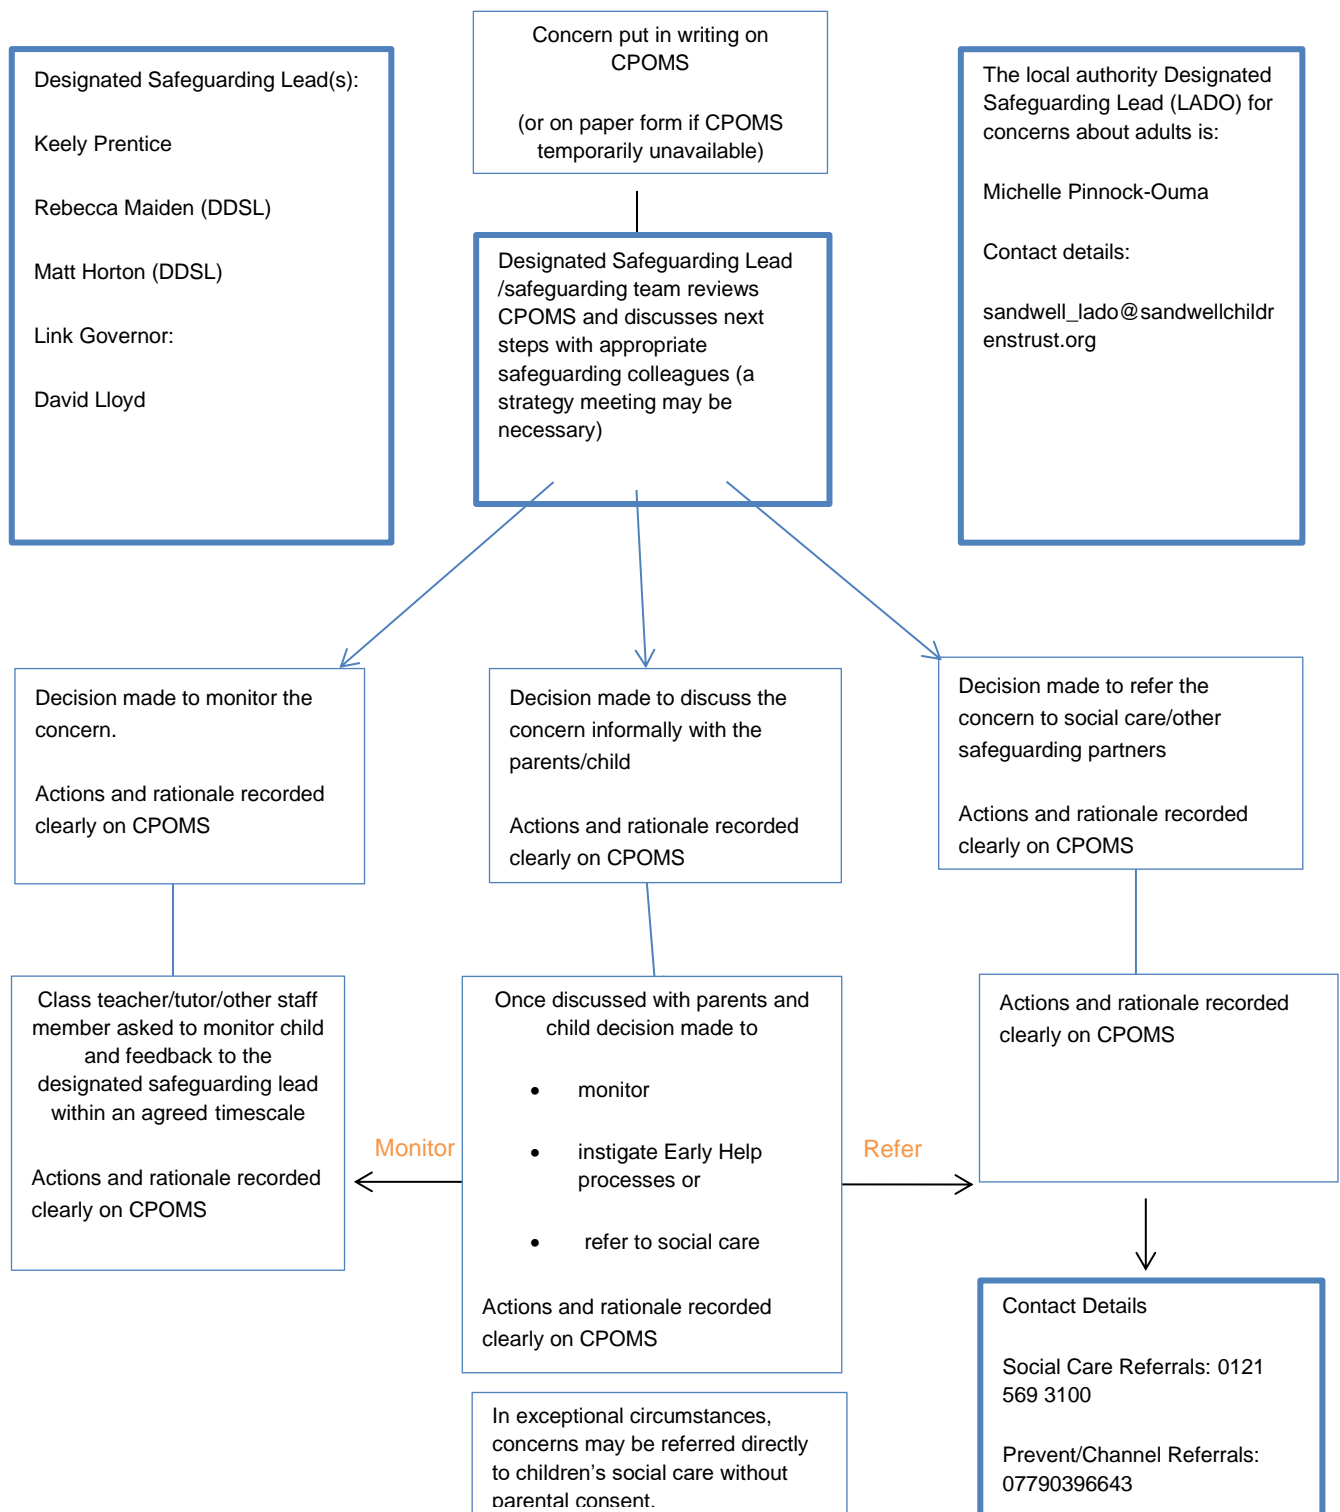 Concern put in writing on
CPOMS
(or on paper form if CPOMS
temporarily unavailable)
Designated Safeguarding Lead(s):
Keely Prentice
Rebecca Maiden (DDSL)
Matt Horton (DDSL)
Link Governor:
David Lloyd
Designated Safeguarding Lead
/safeguarding team reviews
CPOMS and discusses next
steps with appropriate
safeguarding colleagues (a
strategy meeting may be
necessary)
The local authority Designated
Safeguarding Lead (LADO) for
concerns about adults is:
Michelle Pinnock-Ouma
Contact details:
sandwell_lado@sandwellchildr
enstrust.org
Decision made to monitor the
concern.
Actions and rationale recorded
clearly on CPOMS
Decision made to discuss the
concern informally with the
parents/child
Actions and rationale recorded
clearly on CPOMS
Decision made to refer the
concern to social care/other
safeguarding partners
Actions and rationale recorded
clearly on CPOMS
Class teacher/tutor/other staff
member asked to monitor child
and feedback to the
designated safeguarding lead
within an agreed timescale
Actions and rationale recorded
clearly on CPOMS
Monitor
Once discussed with parents and
child decision made to
• monitor
• instigate Early Help
processes or
• refer to social care
Actions and rationale recorded
clearly on CPOMS
Refer
Actions and rationale recorded
clearly on CPOMS
In exceptional circumstances,
concerns may be referred directly
to children’s social care without
parental consent.
Contact Details
Social Care Referrals: 0121
569 3100
Prevent/Channel Referrals:
07790396643